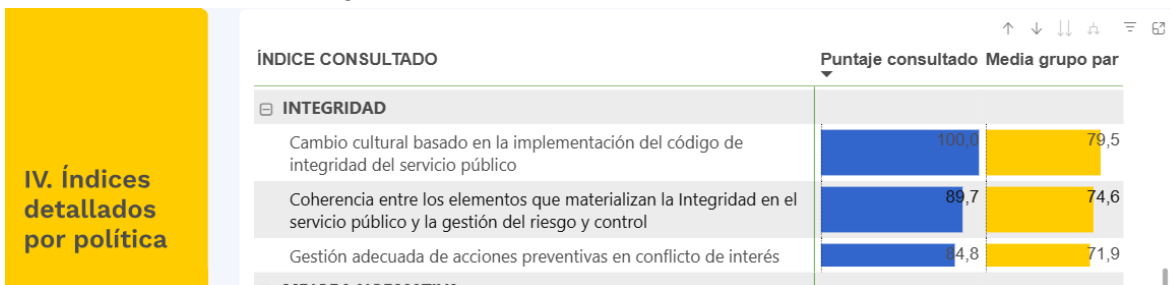 ÍNDICE CONSULTADO Puntaje consultado Media grupo par
INTEGRIDAD
Cambio cultural basado en la implementación del código de
integridad del servicio público
100,0 79,5
IV. Índices
detallados
por política
Coherencia entre los elementos que materializan la Integridad en el
servicio público y la gestión del riesgo y control
89,7 74,6
Gestión adecuada de acciones preventivas en conflicto de interés 84,8 71,9